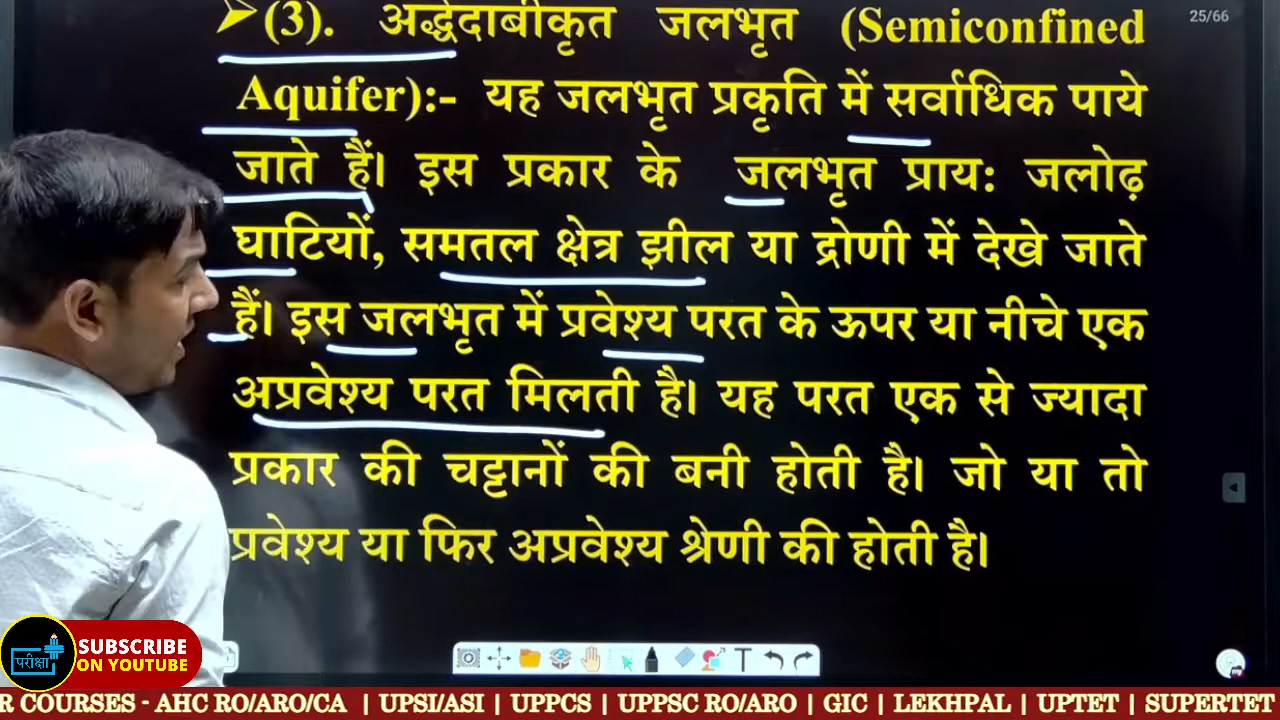 25/66
➤(3). अर्द्धदाबीकृत जलभृत (Semiconfined
Aquifer):- यह जलभृत प्रकृति में सर्वाधिक पाये
जाते हैं। इस प्रकार के जलभृत प्राय: जलोढ़
घाटियों, समतल क्षेत्र झील या द्रोणी में देखे जाते
हैं। इस जलभृत में प्रवेश्य परत के ऊपर या नीचे एक
अप्रवेश्य परत मिलती है। यह परत एक से ज्यादा
प्रकार की चट्टानों की बनी होती है। जो या तो
प्रवेश्य या फिर अप्रवेश्य श्रेणी की होती है।
परीक्षा
SUBSCRIBE
ON YOUTUBE
T
R COURSES - AHC RO/ARO/CA | UPSI/ASI | UPPCS | UPPSC RO/ARO | GIC | LEKHPAL | UPTET | SUPERTET